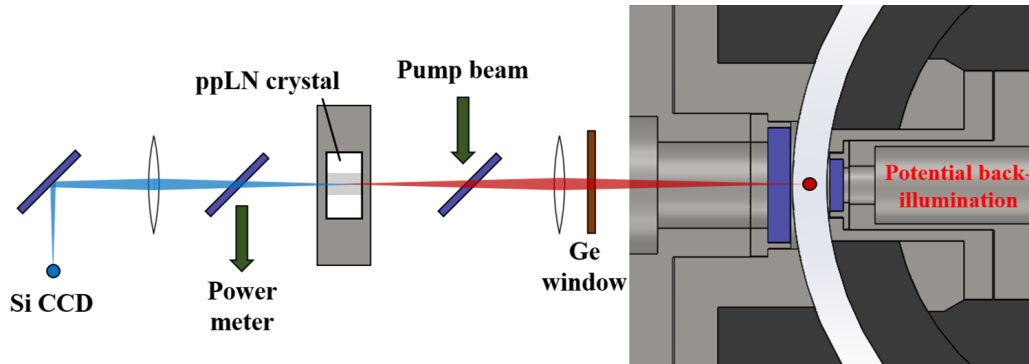 ppLN crystal
Pump beam
Potential back-
illumination
Si CCD
Power
meter
Ge
window